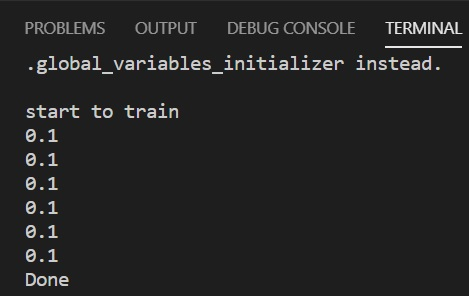 PROBLEMS OUTPUT DEBUG CONSOLE TERMINAL
.global_variables_initializer instead.
start to train
0.1
0.1
0.1
0.1
0.1
0.1
Done